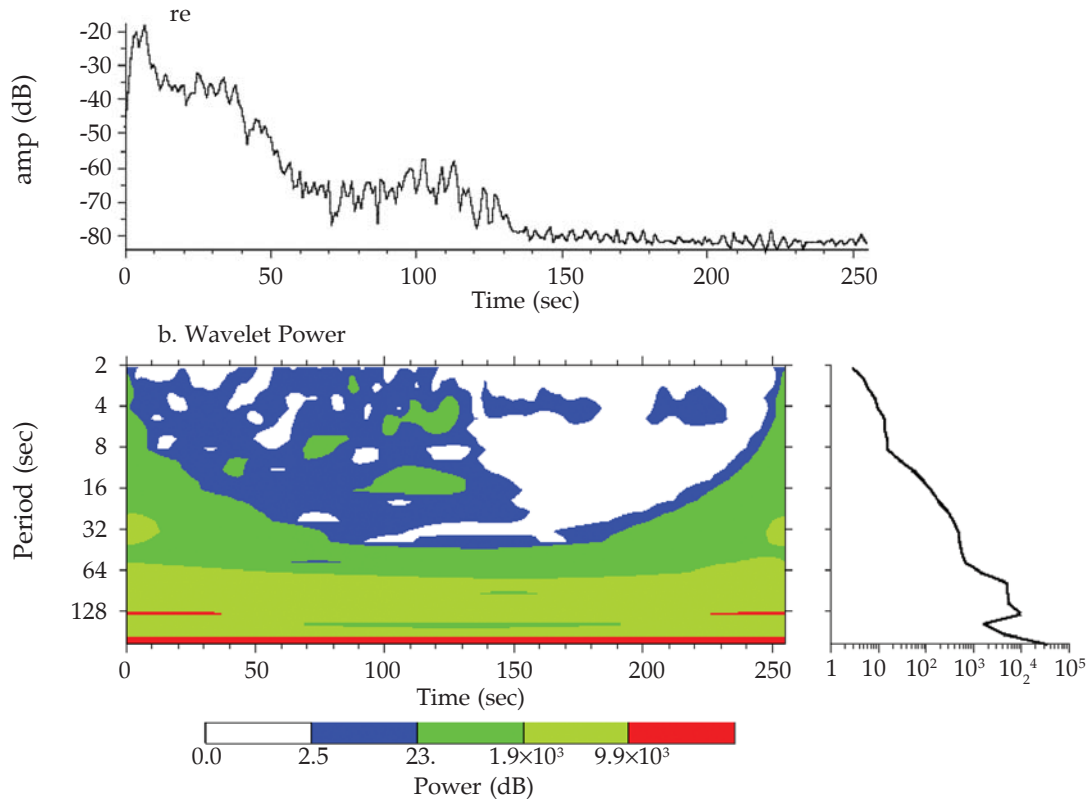 re
amp (dB)
-20
-30
-40
-50
-60
-70
-80
0 50 100 150 200 250
Time (sec)
b. Wavelet Power
Period (sec)
2
4
8
16
32
64
128
0 50 100 150 200 250
Time (sec)
1 10 10² 10³ 10₂⁴ 10⁵
0.0 2.5 23. 1.9×10³ 9.9×10³
Power (dB)